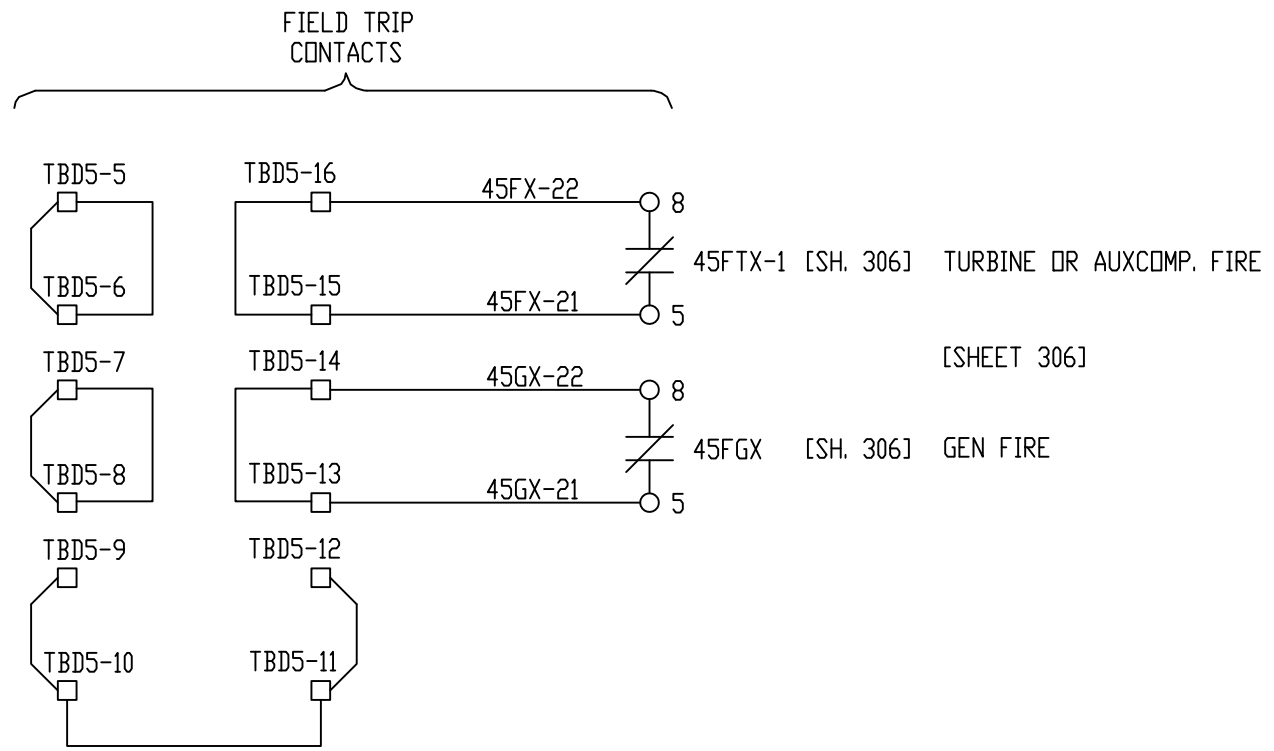 FIELD TRIP
CONTACTS
TBD5-5
TBD5-16
45FX-22
8
45FTX-1 [SH. 306] TURBINE OR AUXCOMP. FIRE
TBD5-6
TBD5-15
45FX-21
5
[SHEET 306]
TBD5-7
TBD5-14
45GX-22
8
45FGX [SH. 306] GEN FIRE
TBD5-8
TBD5-13
45GX-21
5
TBD5-9
TBD5-12
TBD5-10
TBD5-11